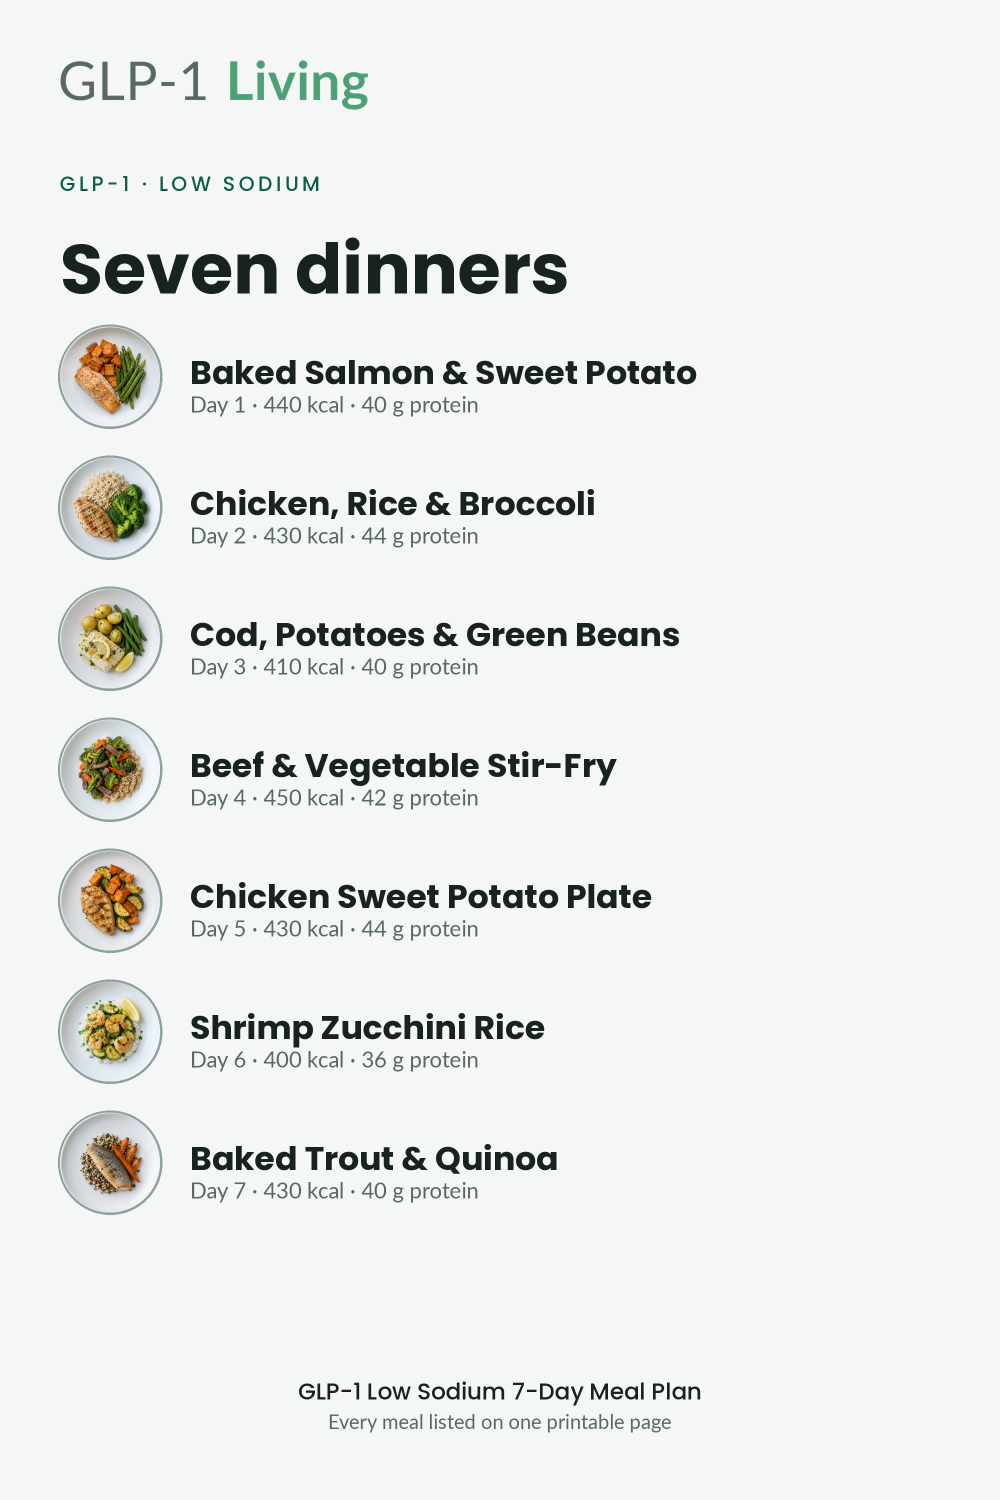 GLP-1 Living
GLP-1 · LOW SODIUM
Seven dinners
Baked Salmon & Sweet Potato
Day 1 · 440 kcal · 40 g protein
Chicken, Rice & Broccoli
Day 2 · 430 kcal · 44 g protein
Cod, Potatoes & Green Beans
Day 3 · 410 kcal · 40 g protein
Beef & Vegetable Stir-Fry
Day 4 · 450 kcal · 42 g protein
Chicken Sweet Potato Plate
Day 5 · 430 kcal · 44 g protein
Shrimp Zucchini Rice
Day 6 · 400 kcal · 36 g protein
Baked Trout & Quinoa
Day 7 · 430 kcal · 40 g protein
GLP-1 Low Sodium 7-Day Meal Plan
Every meal listed on one printable page